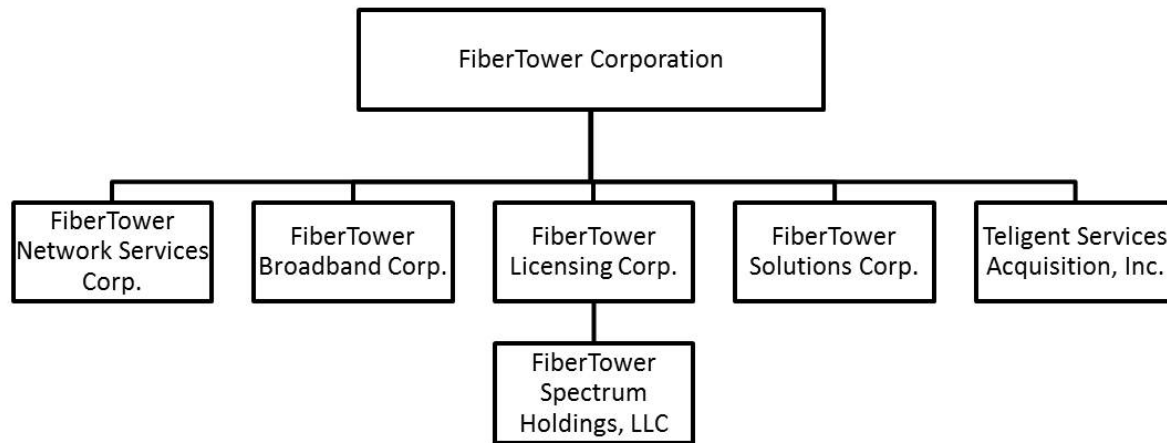 FiberTower Corporation
FiberTower
Network Services
Corp.
FiberTower
Broadband Corp.
FiberTower
Licensing Corp.
FiberTower
Solutions Corp.
Teligent Services
Acquisition, Inc.
FiberTower
Spectrum
Holdings, LLC